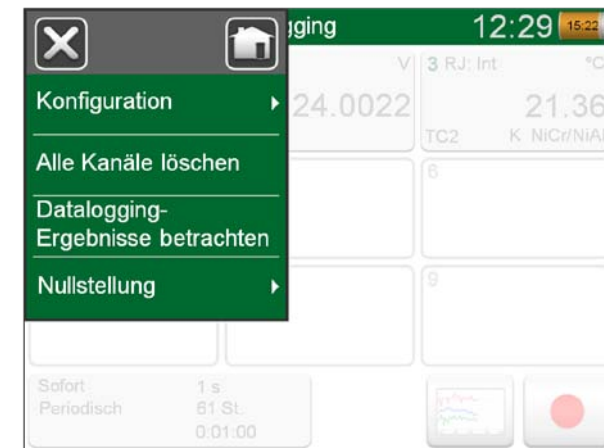 gging 12:29 15:22
Konfiguration
Alle Kanäle löschen
Datalogging-
Ergebnisse betrachten
Nullstellung
V
24.0022
3 RJ: Int °C
21.36
TC2 K NiCr/NiAl
6
9
Sofort 1 s
Periodisch 61 St.
0:01:00